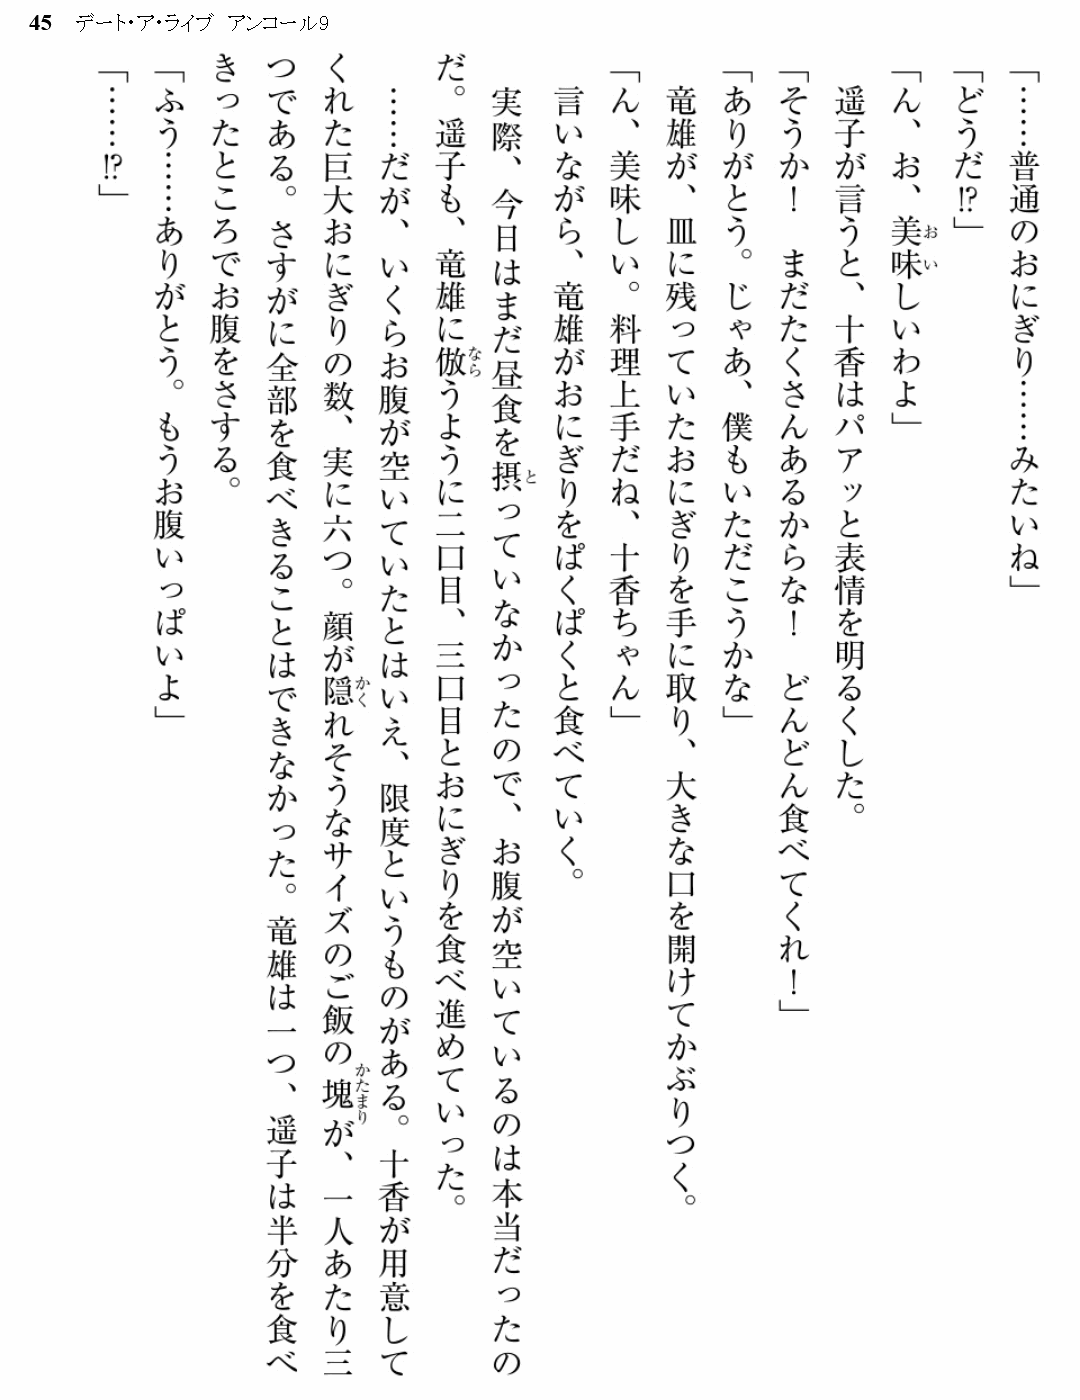 45 デート・ア・ライブ アンコール9
「……普通のおにぎり……みたいね」
「どうだ!?」
「ん、お、美味しいわよ」
遥子が言うと、十香はパアッと表情を明るくした。
「そうか！　まだたくさんあるからな！　どんどん食べてくれ！」
「ありがとう。じゃあ、僕もいただこうかな」
竜雄が、皿に残っていたおにぎりを手に取り、大きな口を開けてかぶりつく。
「ん、美味しい。料理上手だね、十香ちゃん」
言いながら、竜雄がおにぎりをぱくぱくと食べていく。
実際、今日はまだ昼食を摂っていなかったので、お腹が空いているのは本当だったの
だ。遥子も、竜雄に倣うように二口目、三口目とおにぎりを食べ進めていった。
……だが、いくらお腹が空いていたとはいえ、限度というものがある。十香が用意して
くれた巨大おにぎりの数、実に六つ。顔が隠れそうなサイズのご飯の塊が、一人あたり三
つである。さすがに全部を食べきることはできなかった。竜雄は一つ、遥子は半分を食べ
きったところでお腹をさする。
「ふう……ありがとう。もうお腹いっぱいよ」
「……!?」